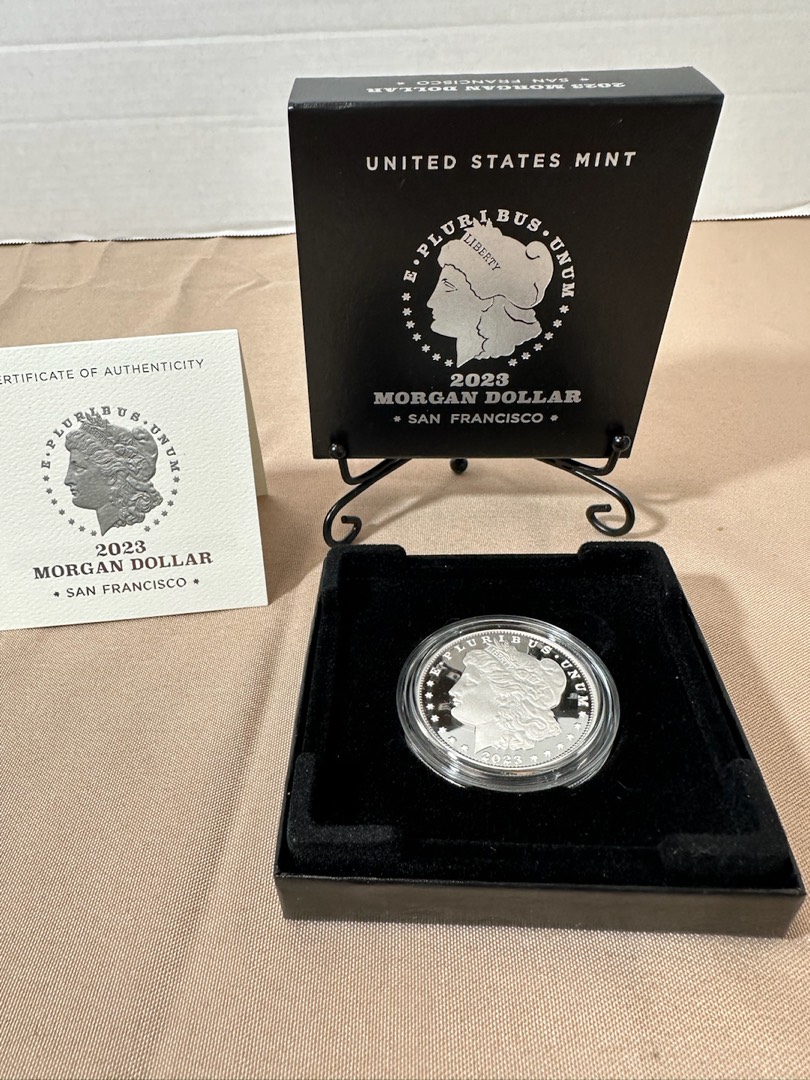 2023 MORGAN DOLLAR
* SAN FRANCISCO *
UNITED STATES MINT
E · PLURIBUS · UNUM
LIBERTY
2023
MORGAN DOLLAR
* SAN FRANCISCO *
ERTIFICATE OF AUTHENTICITY
E · PLURIBUS · UNUM
2023
MORGAN DOLLAR
* SAN FRANCISCO *
E · PLURIBUS · UNUM
LIBERTY
2023